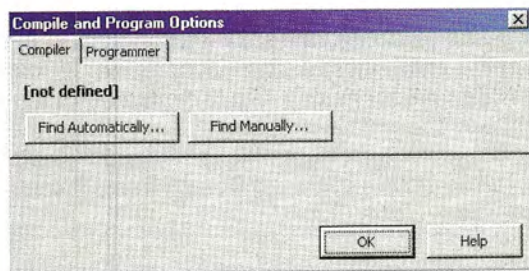 Compile and Program Options
Compiler Programmer
[not defined]
Find Automatically... Find Manually...
OK Help